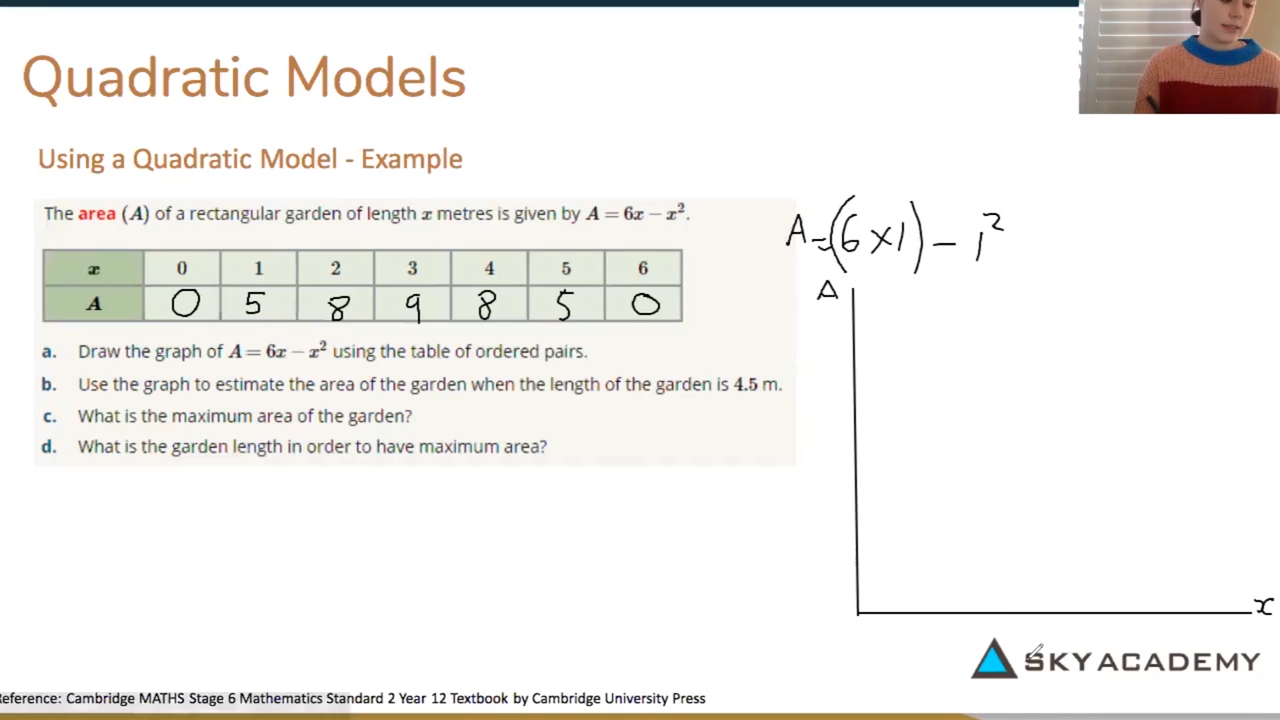 Quadratic Models
Using a Quadratic Model - Example
The area (A) of a rectangular garden of length x metres is given by A = 6x − x².
x 0 1 2 3 4 5 6
A 0 5 8 9 8 5 0
a. Draw the graph of A = 6x − x² using the table of ordered pairs.
b. Use the graph to estimate the area of the garden when the length of the garden is 4.5 m.
c. What is the maximum area of the garden?
d. What is the garden length in order to have maximum area?
A = (6 × 1) − 1²
A
x
SKY ACADEMY
Reference: Cambridge MATHS Stage 6 Mathematics Standard 2 Year 12 Textbook by Cambridge University Press